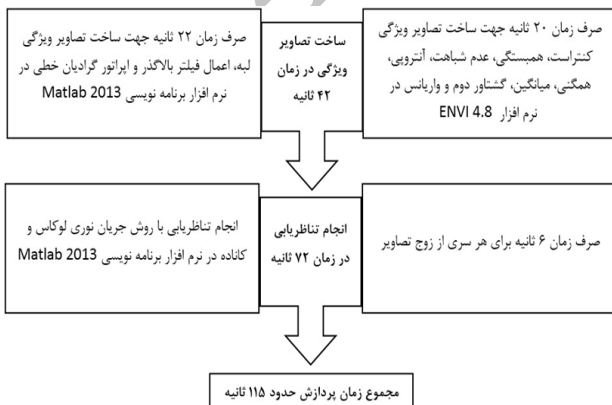 صرف زمان ۲۰ ثانیه جهت ساخت تصاویر ویژگی
کنتراست، همبستگی، عدم شباهت، آنتروپی،
همگنی، میانگین، گشتاور دوم و واریانس در
نرم افزار ENVI 4.8
ساخت تصاویر
ویژگی در زمان
۴۲ ثانیه
صرف زمان ۲۲ ثانیه جهت ساخت تصاویر ویژگی
لبه، اعمال فیلتر بالاگذر و اپراتور گرادیان خطی در
نرم افزار برنامه نویسی Matlab 2013
صرف زمان ۶ ثانیه برای هر سری از زوج تصاویر
انجام تناظریابی
در زمان ۷۲ ثانیه
انجام تناظریابی با روش جریان نوری لوکاس و
کاناده در نرم افزار برنامه نویسی Matlab 2013
مجموع زمان پردازش حدود ۱۱۵ ثانیه